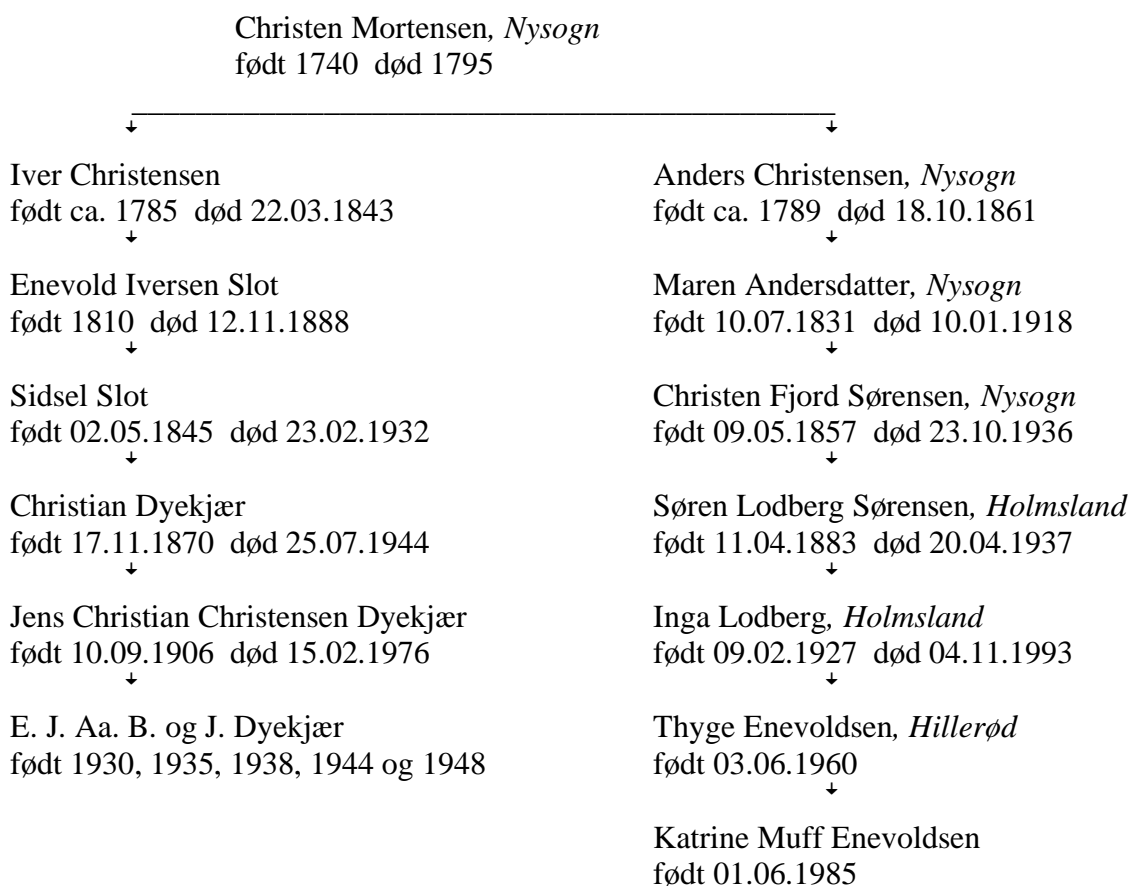 Christen Mortensen, Nysogn
født 1740 død 1795
Iver Christensen
født ca. 1785 død 22.03.1843
Enevold Iversen Slot
født 1810 død 12.11.1888
Sidsel Slot
født 02.05.1845 død 23.02.1932
Christian Dyekjær
født 17.11.1870 død 25.07.1944
Jens Christian Christensen Dyekjær
født 10.09.1906 død 15.02.1976
E. J. Aa. B. og J. Dyekjær
født 1930, 1935, 1938, 1944 og 1948
Anders Christensen, Nysogn
født ca. 1789 død 18.10.1861
Maren Andersdatter, Nysogn
født 10.07.1831 død 10.01.1918
Christen Fjord Sørensen, Nysogn
født 09.05.1857 død 23.10.1936
Søren Lodberg Sørensen, Holmsland
født 11.04.1883 død 20.04.1937
Inga Lodberg, Holmsland
født 09.02.1927 død 04.11.1993
Thyge Enevoldsen, Hillerød
født 03.06.1960
Katrine Muff Enevoldsen
født 01.06.1985